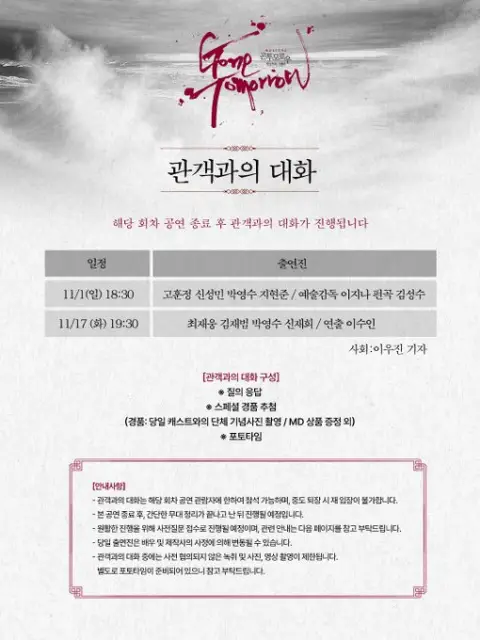 Gone Tomorrow
곤 투모로우
관객과의 대화
해당 회차 공연 종료 후 관객과의 대화가 진행됩니다
일정 출연진
11/1(일) 18:30 고훈정 신성민 박영수 지현준 / 예술감독 이지나 편곡 김성수
11/17 (화) 19:30 최재웅 김재범 박영수 신재희 / 연출 이수인
사회:이우진 기자
[관객과의 대화 구성]
※ 질의 응답
※ 스페셜 경품 추첨
(경품: 당일 캐스트와의 단체 기념사진 촬영 / MD 상품 증정 외)
※ 포토타임
[안내사항]
- 관객과의 대화는 해당 회차 공연 관람자에 한하여 참석 가능하며, 중도 퇴장 시 재 입장이 불가합니다.
- 본 공연 종료 후, 간단한 무대 정리가 끝나고 난 뒤 진행될 예정입니다.
- 원활한 진행을 위해 사전질문 접수로 진행될 예정이며, 관련 안내는 다음 페이지를 참고 부탁드립니다.
- 당일 출연진은 배우 및 제작사의 사정에 의해 변동될 수 있습니다.
- 관객과의 대화 중에는 사전 협의되지 않은 녹취 및 사진, 영상 촬영이 제한됩니다.
별도로 포토타임이 준비되어 있으니 참고 부탁드립니다.